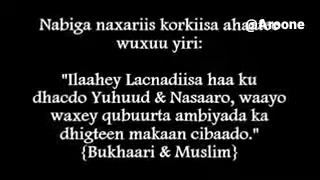 Nabiga naxariis korkiisa
@Aroone
wuxuu yiri:
"Ilaahey Lacnadiisa haa ku
dhacdo Yuhuud & Nasaaro, waayo
waxey qubuurta ambiyada ka
dhigteen makaan cibaado."
{Bukhaari & Muslim}